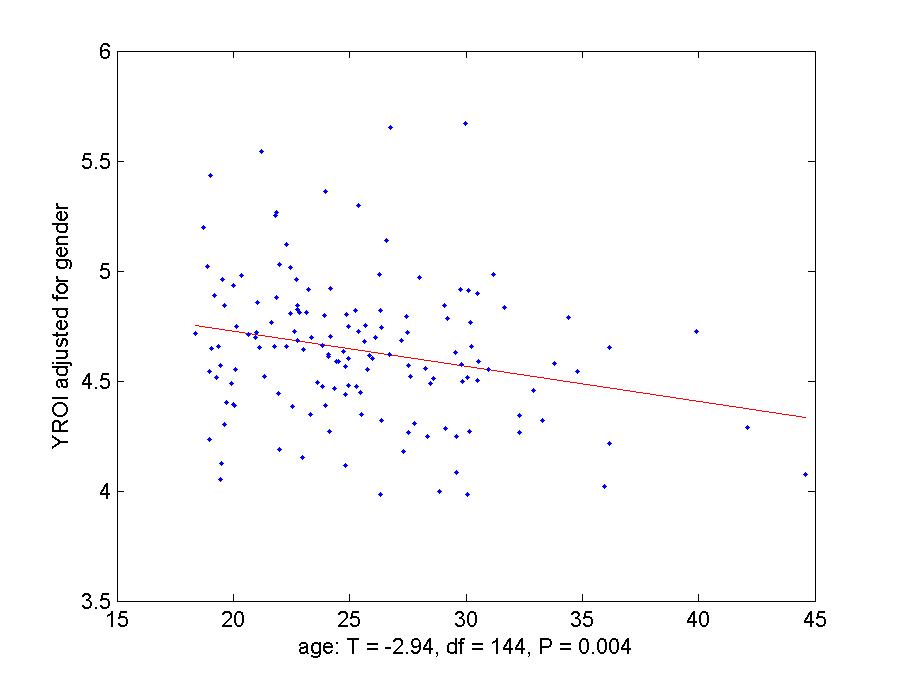 6
5.5
5
4.5
4
3.5
15 20 25 30 35 40 45
YROI adjusted for gender
age: T = -2.94, df = 144, P = 0.004